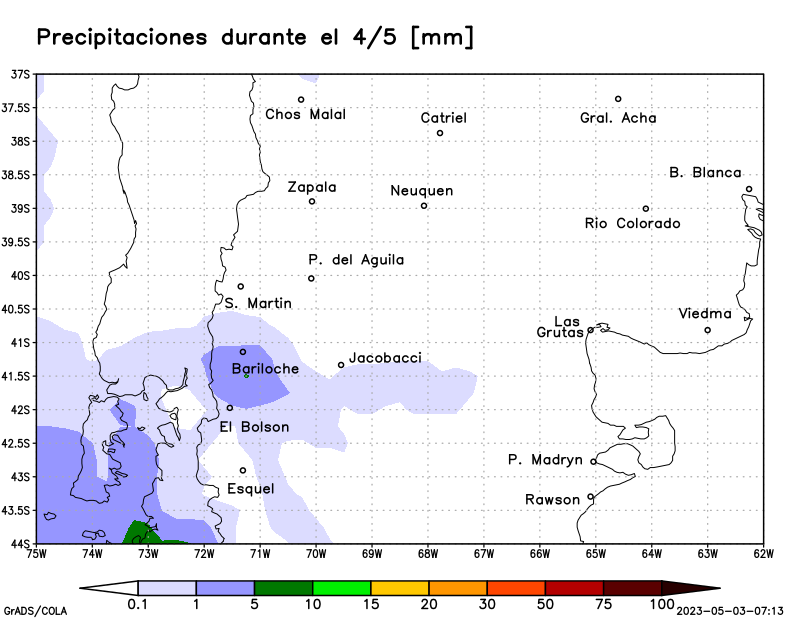 Precipitaciones durante el 4/5 [mm]
37S
37.5S
38S
38.5S
39S
39.5S
40S
40.5S
41S
41.5S
42S
42.5S
43S
43.5S
44S
Chos Malal
Catriel
Gral. Acha
B. Blanca
Zapala
Neuquen
Rio Colorado
P. del Aguila
S. Martin
Viedma
Las
Grutas
Jacobacci
Bariloche
El Bolson
P. Madryn
Esquel
Rawson
75W 74W 73W 72W 71W 70W 69W 68W 67W 66W 65W 64W 63W 62W
0.1 1 5 10 15 20 30 50 75 100
GrADS/COLA
2023-05-03-07:13